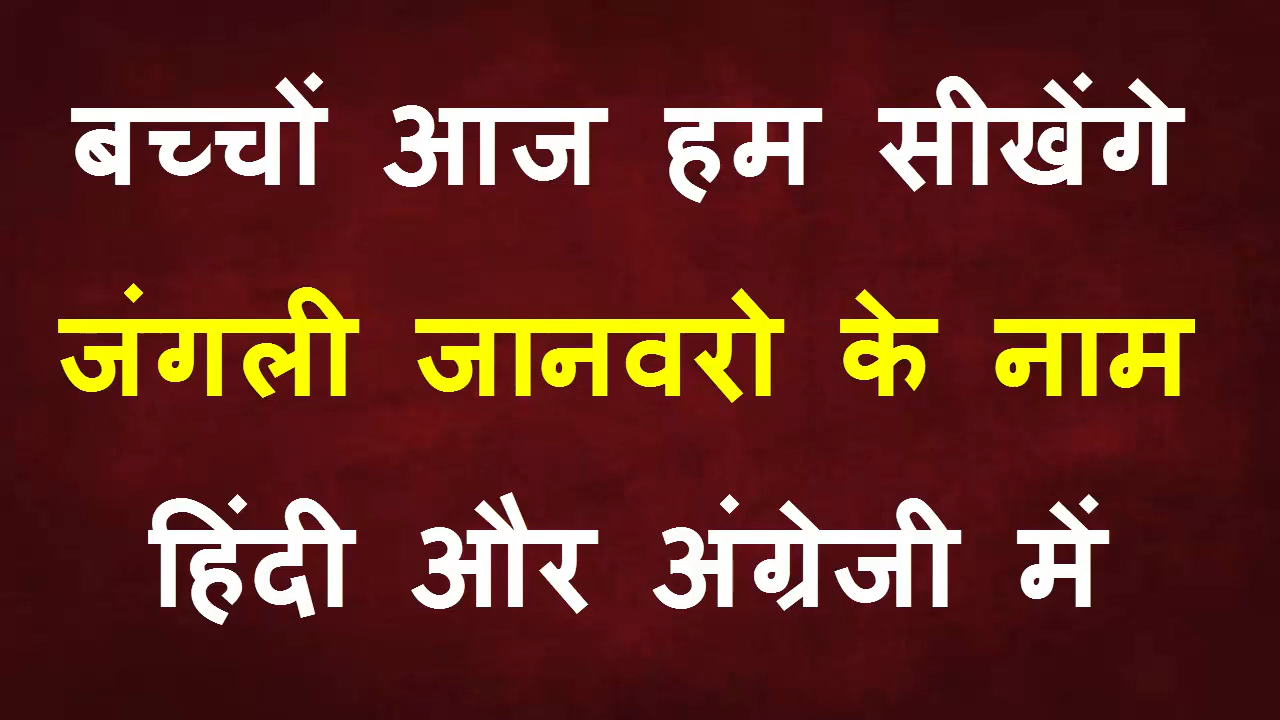 बच्चों आज हम सीखेंगे
जंगली जानवरो के नाम
हिंदी और अंग्रेजी में